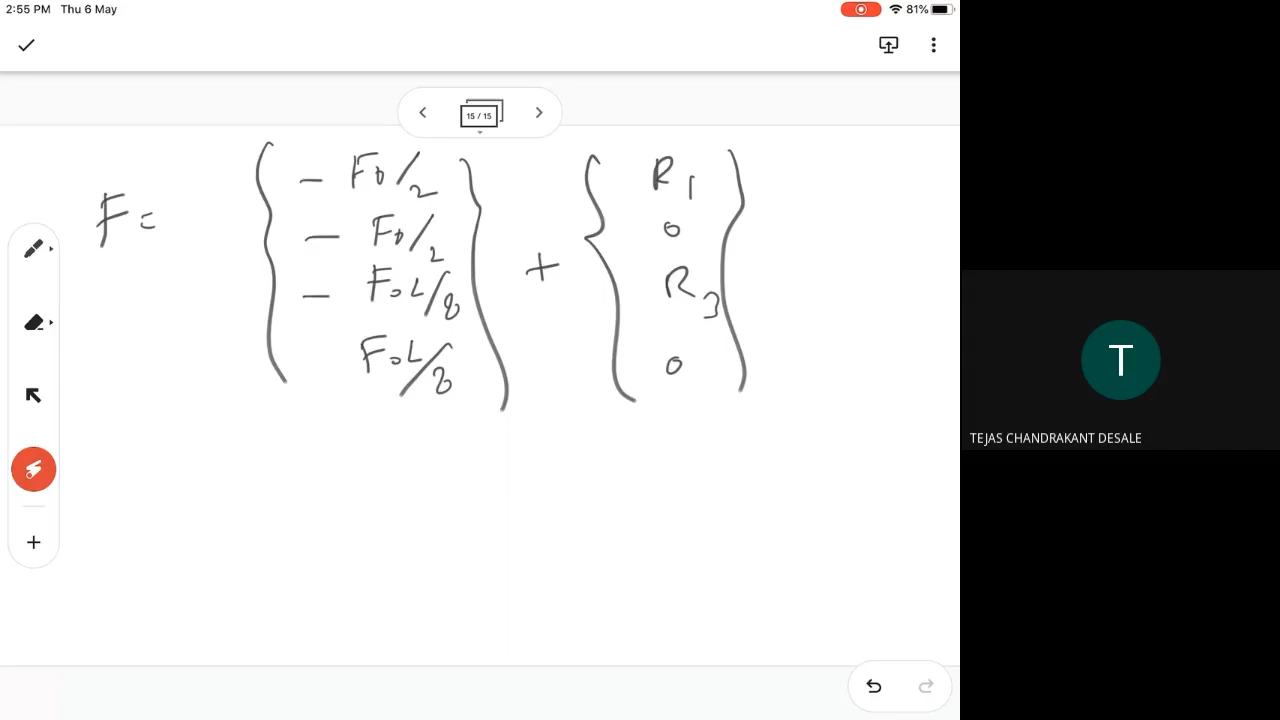 2:55 PM Thu 6 May
81%
15 / 15
F = { - F0/2 } + { R1 }
- F0/2 0
- F0L/8 R3
F0L/8 0
T
TEJAS CHANDRAKANT DESALE